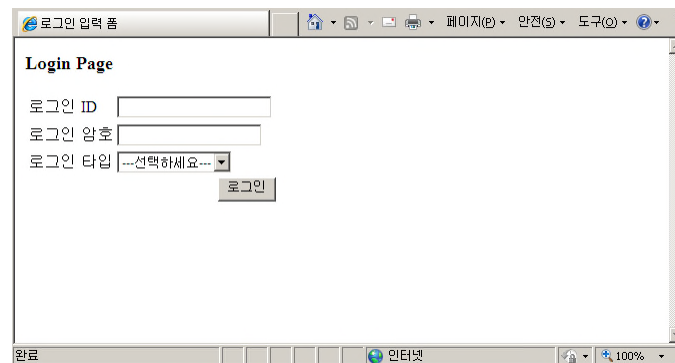 로그인 입력 폼
페이지(P) 안전(S) 도구(O)
Login Page
로그인 ID
로그인 암호
로그인 타입 ---선택하세요---
로그인
완료 인터넷 100%